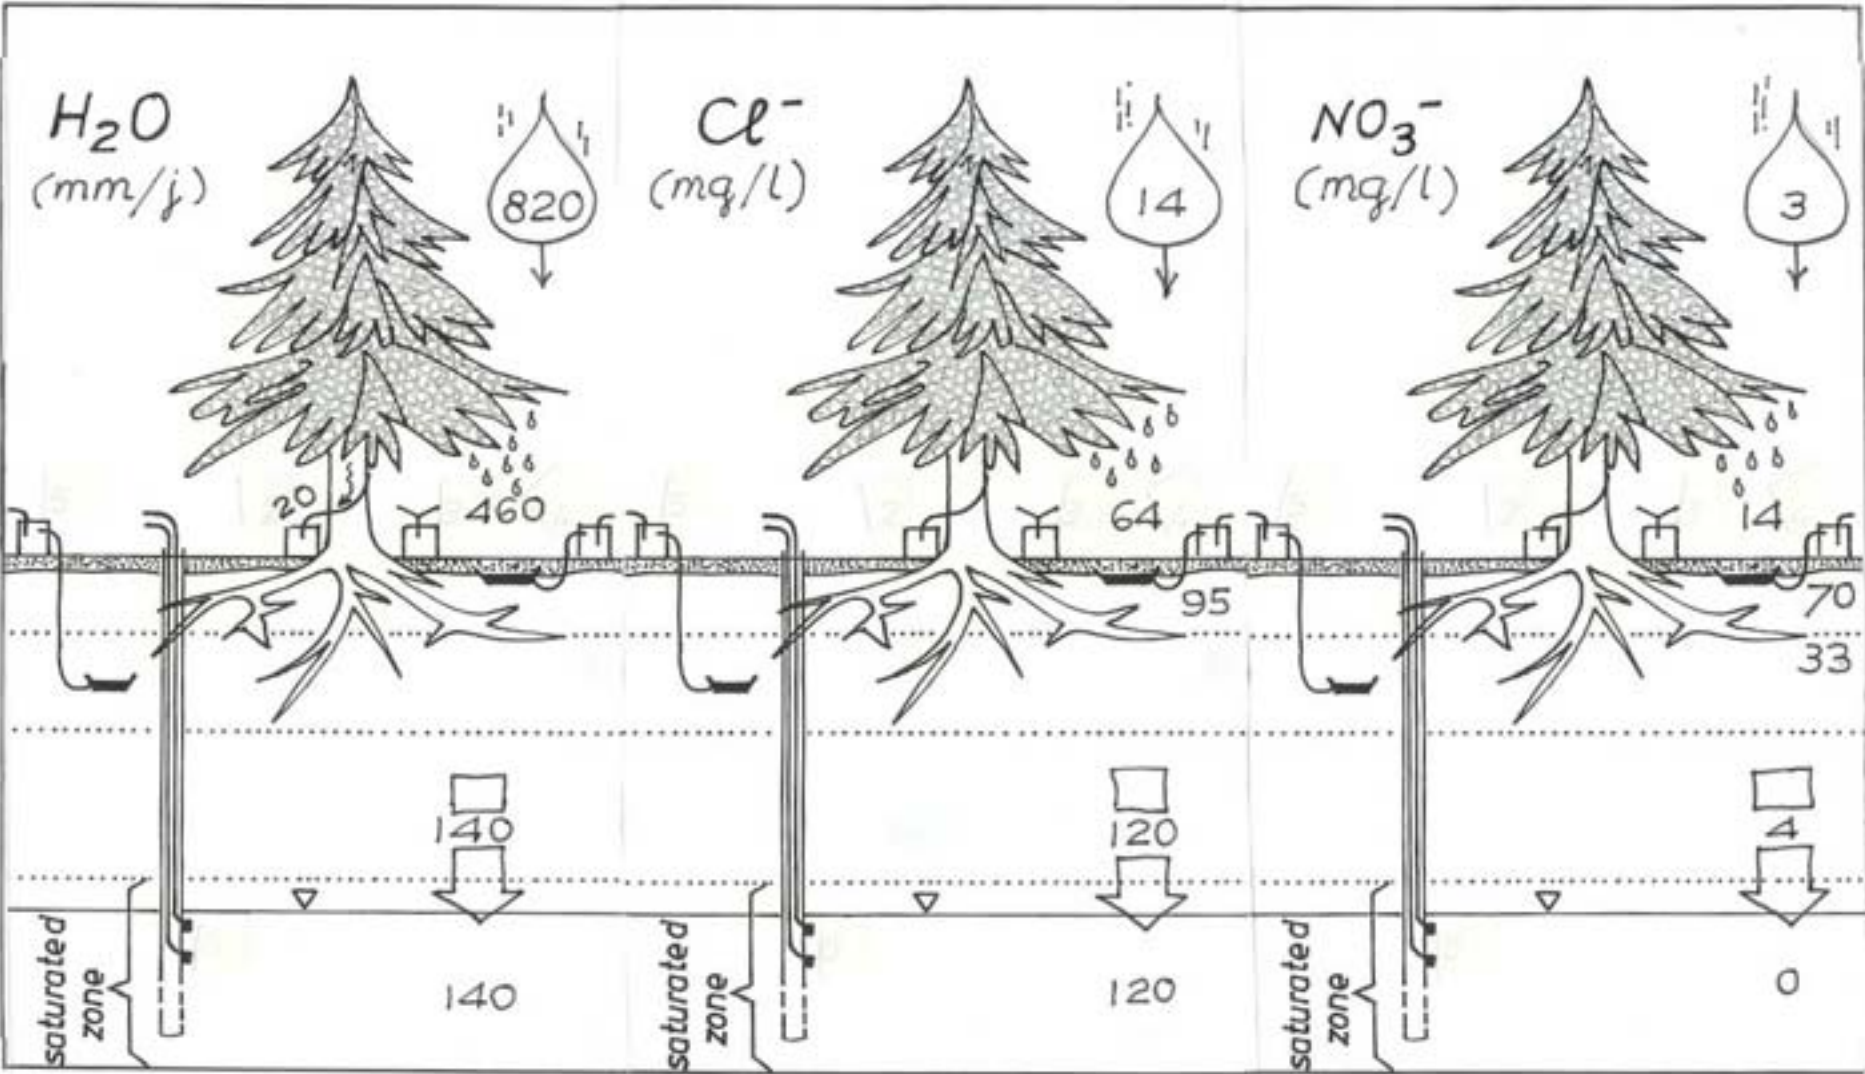 H₂O
(mm/j)
820
20
460
140
140
saturated
zone
Cl⁻
(mg/l)
14
64
95
120
120
saturated
zone
NO₃⁻
(mg/l)
3
14
70
33
4
0
saturated
zone